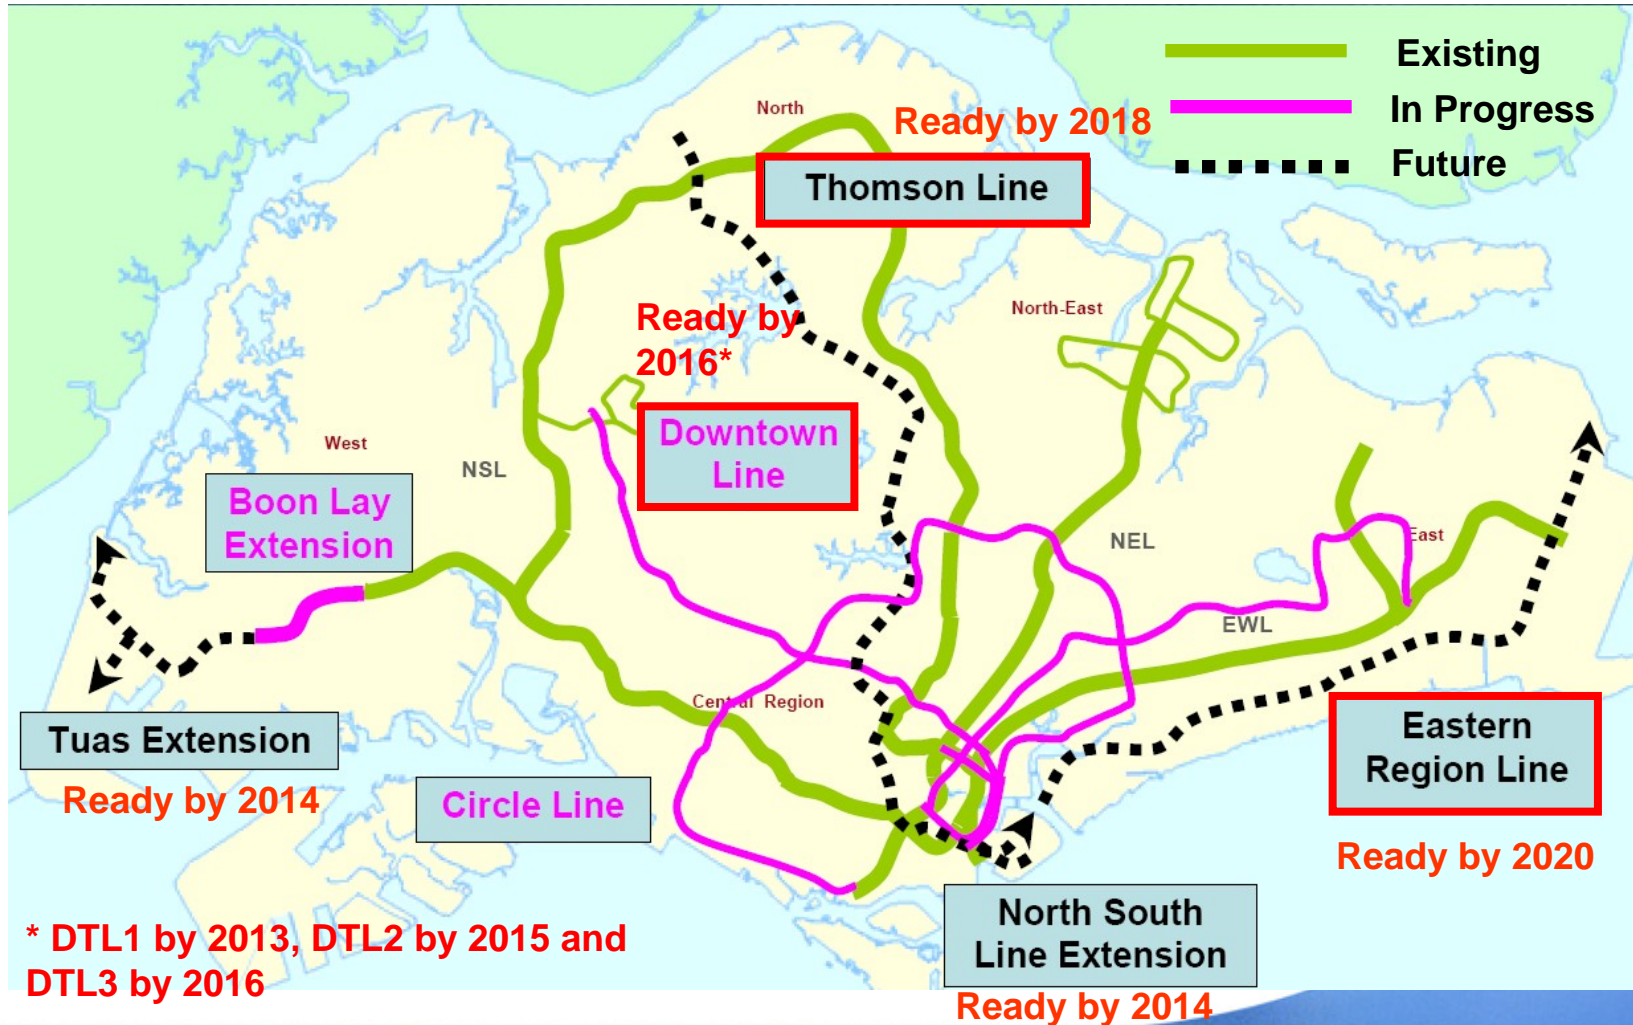 Existing
In Progress
Future
North
Ready by 2018
Thomson Line
North-East
Ready by
2016*
Downtown
Line
West
NSL
Boon Lay
Extension
NEL
East
EWL
Central Region
Tuas Extension
Ready by 2014
Circle Line
Eastern
Region Line
Ready by 2020
North South
Line Extension
Ready by 2014
* DTL1 by 2013, DTL2 by 2015 and
DTL3 by 2016